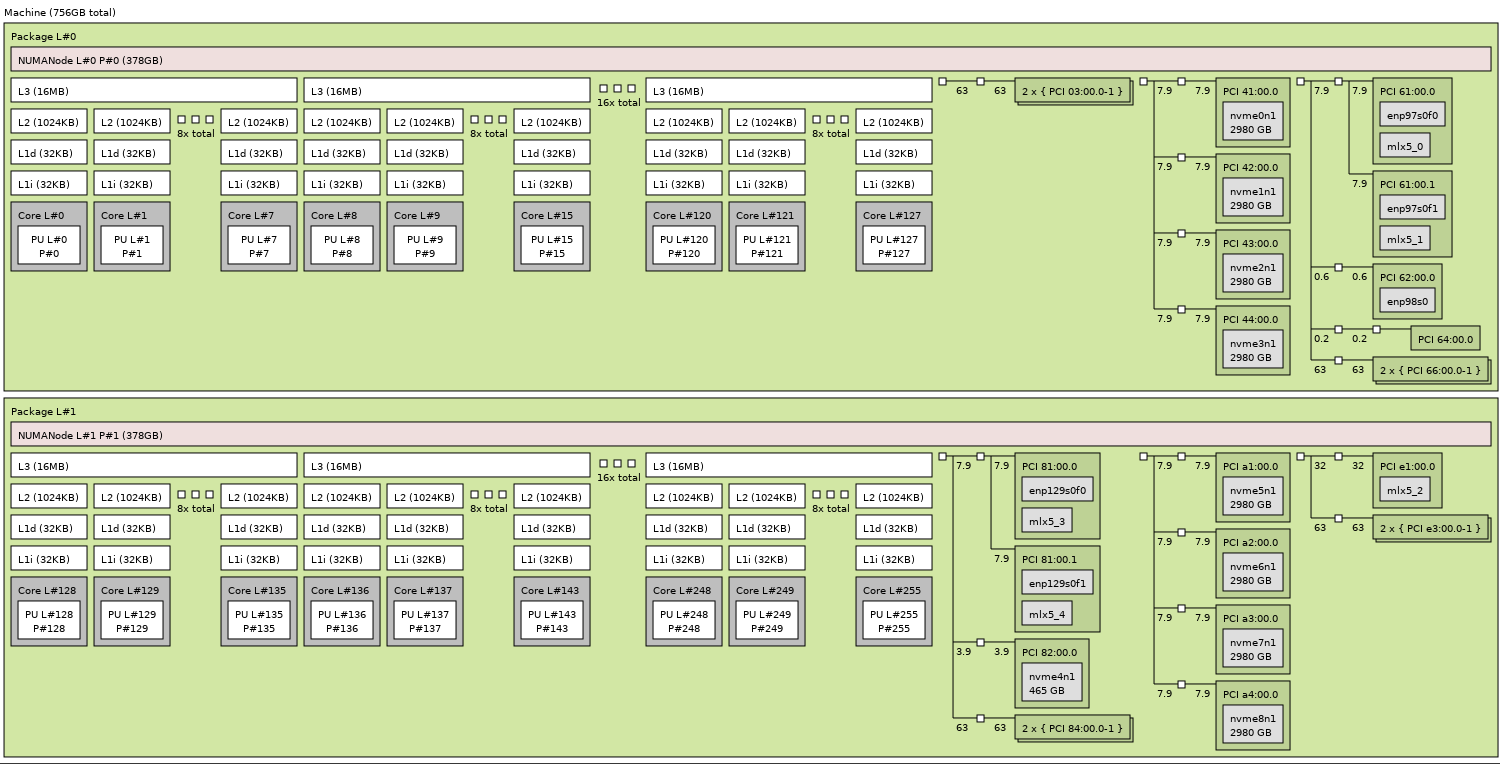 Machine (756GB total)
Package L#0
NUMANode L#0 P#0 (378GB)
L3 (16MB)
L3 (16MB)
16x total
L3 (16MB)
L2 (1024KB)
L2 (1024KB)
8x total
L2 (1024KB)
L2 (1024KB)
L2 (1024KB)
8x total
L2 (1024KB)
L2 (1024KB)
L2 (1024KB)
8x total
L2 (1024KB)
L1d (32KB)
L1d (32KB)
L1d (32KB)
L1d (32KB)
L1d (32KB)
L1d (32KB)
L1d (32KB)
L1d (32KB)
L1d (32KB)
L1i (32KB)
L1i (32KB)
L1i (32KB)
L1i (32KB)
L1i (32KB)
L1i (32KB)
L1i (32KB)
L1i (32KB)
L1i (32KB)
Core L#0
PU L#0
P#0
Core L#1
PU L#1
P#1
Core L#7
PU L#7
P#7
Core L#8
PU L#8
P#8
Core L#9
PU L#9
P#9
Core L#15
PU L#15
P#15
Core L#120
PU L#120
P#120
Core L#121
PU L#121
P#121
Core L#127
PU L#127
P#127
63
63
2 x { PCI 03:00.0-1 }
7.9
7.9
PCI 41:00.0
nvme0n1
2980 GB
7.9
7.9
PCI 42:00.0
nvme1n1
2980 GB
7.9
7.9
PCI 43:00.0
nvme2n1
2980 GB
7.9
7.9
PCI 44:00.0
nvme3n1
2980 GB
7.9
7.9
PCI 61:00.0
enp97s0f0
mlx5_0
7.9
PCI 61:00.1
enp97s0f1
mlx5_1
0.6
0.6
PCI 62:00.0
enp98s0
0.2
0.2
PCI 64:00.0
63
63
2 x { PCI 66:00.0-1 }
Package L#1
NUMANode L#1 P#1 (378GB)
L3 (16MB)
L3 (16MB)
16x total
L3 (16MB)
L2 (1024KB)
L2 (1024KB)
8x total
L2 (1024KB)
L2 (1024KB)
L2 (1024KB)
8x total
L2 (1024KB)
L2 (1024KB)
L2 (1024KB)
8x total
L2 (1024KB)
L1d (32KB)
L1d (32KB)
L1d (32KB)
L1d (32KB)
L1d (32KB)
L1d (32KB)
L1d (32KB)
L1d (32KB)
L1d (32KB)
L1i (32KB)
L1i (32KB)
L1i (32KB)
L1i (32KB)
L1i (32KB)
L1i (32KB)
L1i (32KB)
L1i (32KB)
L1i (32KB)
Core L#128
PU L#128
P#128
Core L#129
PU L#129
P#129
Core L#135
PU L#135
P#135
Core L#136
PU L#136
P#136
Core L#137
PU L#137
P#137
Core L#143
PU L#143
P#143
Core L#248
PU L#248
P#248
Core L#249
PU L#249
P#249
Core L#255
PU L#255
P#255
7.9
7.9
PCI 81:00.0
enp129s0f0
mlx5_3
7.9
PCI 81:00.1
enp129s0f1
mlx5_4
3.9
3.9
PCI 82:00.0
nvme4n1
465 GB
63
63
2 x { PCI 84:00.0-1 }
7.9
7.9
PCI a1:00.0
nvme5n1
2980 GB
7.9
7.9
PCI a2:00.0
nvme6n1
2980 GB
7.9
7.9
PCI a3:00.0
nvme7n1
2980 GB
7.9
7.9
PCI a4:00.0
nvme8n1
2980 GB
32
32
PCI e1:00.0
mlx5_2
63
63
2 x { PCI e3:00.0-1 }